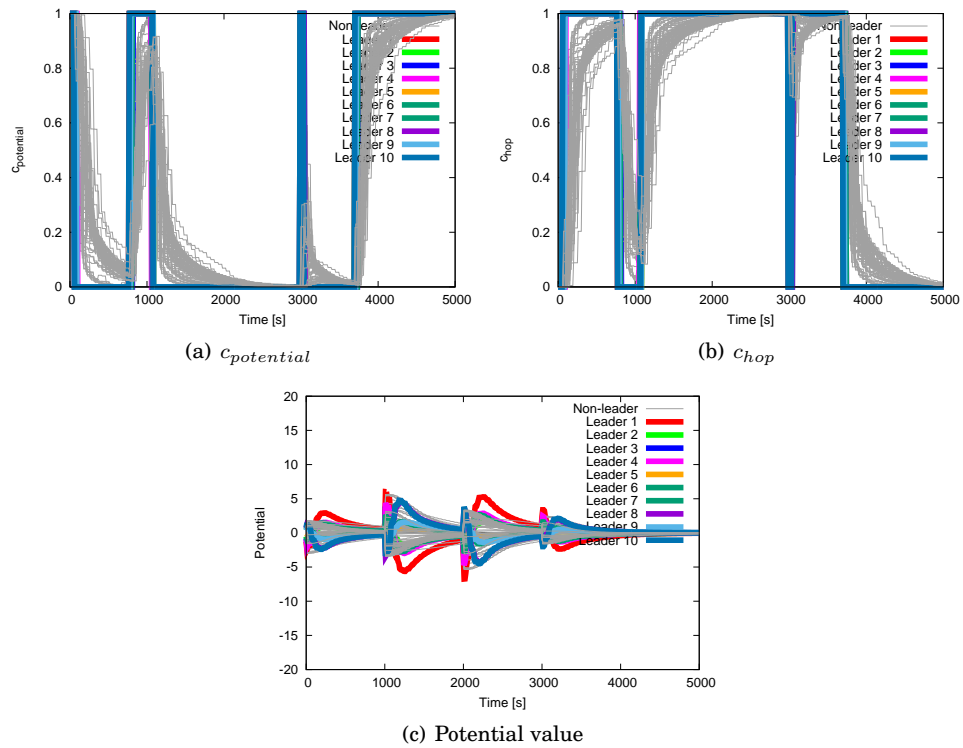 1
0.8
0.6
0.4
0.2
0
c_potential
0 1000 2000 3000 4000 5000
Time [s]
Non-leader
Leader 1
Leader 2
Leader 3
Leader 4
Leader 5
Leader 6
Leader 7
Leader 8
Leader 9
Leader 10
(a) c_potential
1
0.8
0.6
0.4
0.2
0
c_hop
0 1000 2000 3000 4000 5000
Time [s]
Non-leader
Leader 1
Leader 2
Leader 3
Leader 4
Leader 5
Leader 6
Leader 7
Leader 8
Leader 9
Leader 10
(b) c_hop
20
15
10
5
0
-5
-10
-15
-20
Potential
0 1000 2000 3000 4000 5000
Time [s]
Non-leader
Leader 1
Leader 2
Leader 3
Leader 4
Leader 5
Leader 6
Leader 7
Leader 8
Leader 9
Leader 10
(c) Potential value